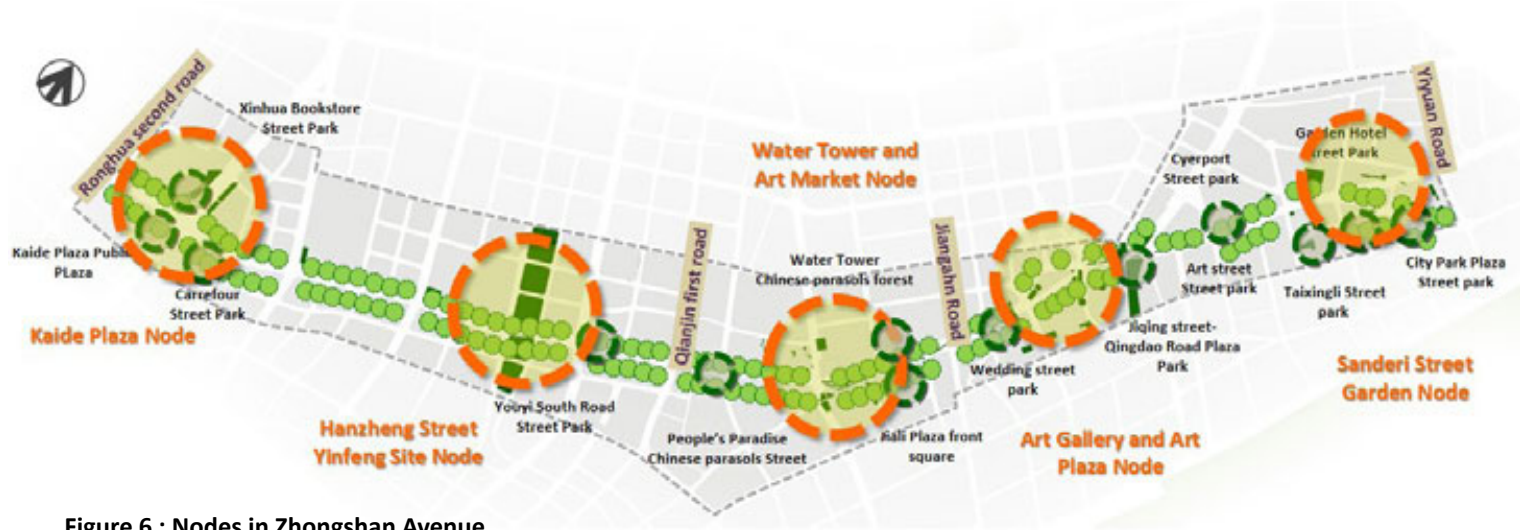 Ronghua second road
Xinhua Bookstore
Street Park
Kaide Plaza Public
PLaza
Carrefour
Street Park
Kaide Plaza Node
Hanzheng Street
Yinfeng Site Node
Youyi South Road
Street Park
Qianjin first road
People's Paradise
Chinese parasols Street
Water Tower and
Art Market Node
Water Tower
Chinese parasols forest
Jiali Plaza front
square
Jiangahn Road
Wedding street
park
Art Gallery and Art
Plaza Node
Jiqing street-
Qingdao Road Plaza
Park
Cyerport
Street park
Art street
Street park
Taixingli Street
park
Garden Hotel
Street Park
Yiyuan Road
City Park Plaza
Street park
Sanderi Street
Garden Node
Figure 6 : Nodes in Zhongshan Avenue